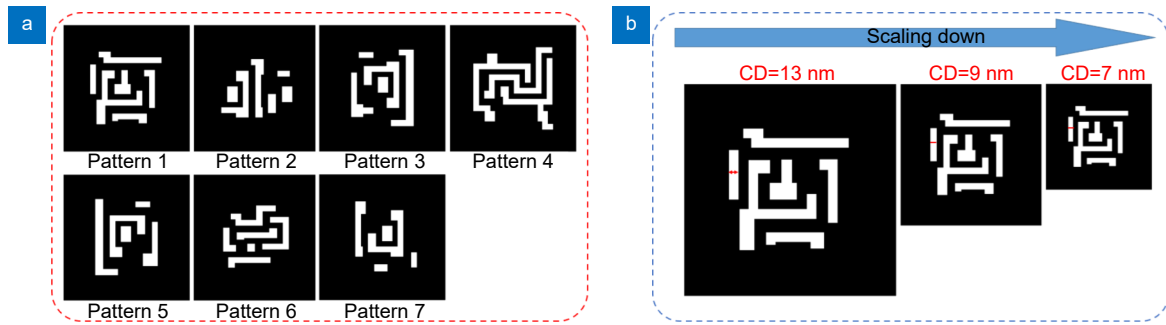 a
Pattern 1 Pattern 2 Pattern 3 Pattern 4
Pattern 5 Pattern 6 Pattern 7
b
Scaling down
CD=13 nm CD=9 nm CD=7 nm